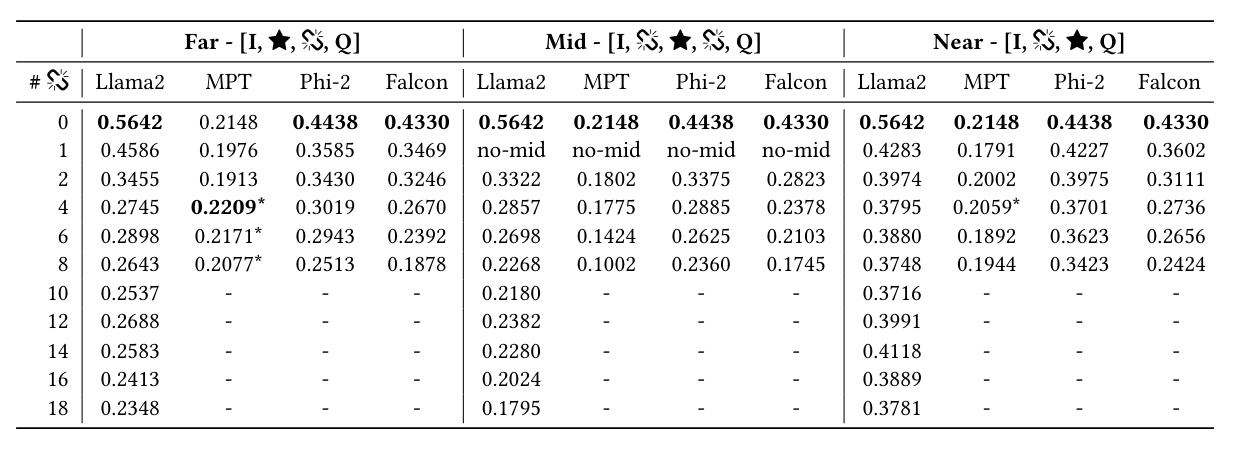 Far - [I, ★, , Q] Mid - [I, , ★, , Q] Near - [I, , ★, Q]
# Llama2 MPT Phi-2 Falcon Llama2 MPT Phi-2 Falcon Llama2 MPT Phi-2 Falcon
0 0.5642 0.2148 0.4438 0.4330 0.5642 0.2148 0.4438 0.4330 0.5642 0.2148 0.4438 0.4330
1 0.4586 0.1976 0.3585 0.3469 no-mid no-mid no-mid no-mid 0.4283 0.1791 0.4227 0.3602
2 0.3455 0.1913 0.3430 0.3246 0.3322 0.1802 0.3375 0.2823 0.3974 0.2002 0.3975 0.3111
4 0.2745 0.2209* 0.3019 0.2670 0.2857 0.1775 0.2885 0.2378 0.3795 0.2059* 0.3701 0.2736
6 0.2898 0.2171* 0.2943 0.2392 0.2698 0.1424 0.2625 0.2103 0.3880 0.1892 0.3623 0.2656
8 0.2643 0.2077* 0.2513 0.1878 0.2268 0.1002 0.2360 0.1745 0.3748 0.1944 0.3423 0.2424
10 0.2537 - - - 0.2180 - - - 0.3716 - - -
12 0.2688 - - - 0.2382 - - - 0.3991 - - -
14 0.2583 - - - 0.2280 - - - 0.4118 - - -
16 0.2413 - - - 0.2024 - - - 0.3889 - - -
18 0.2348 - - - 0.1795 - - - 0.3781 - - -